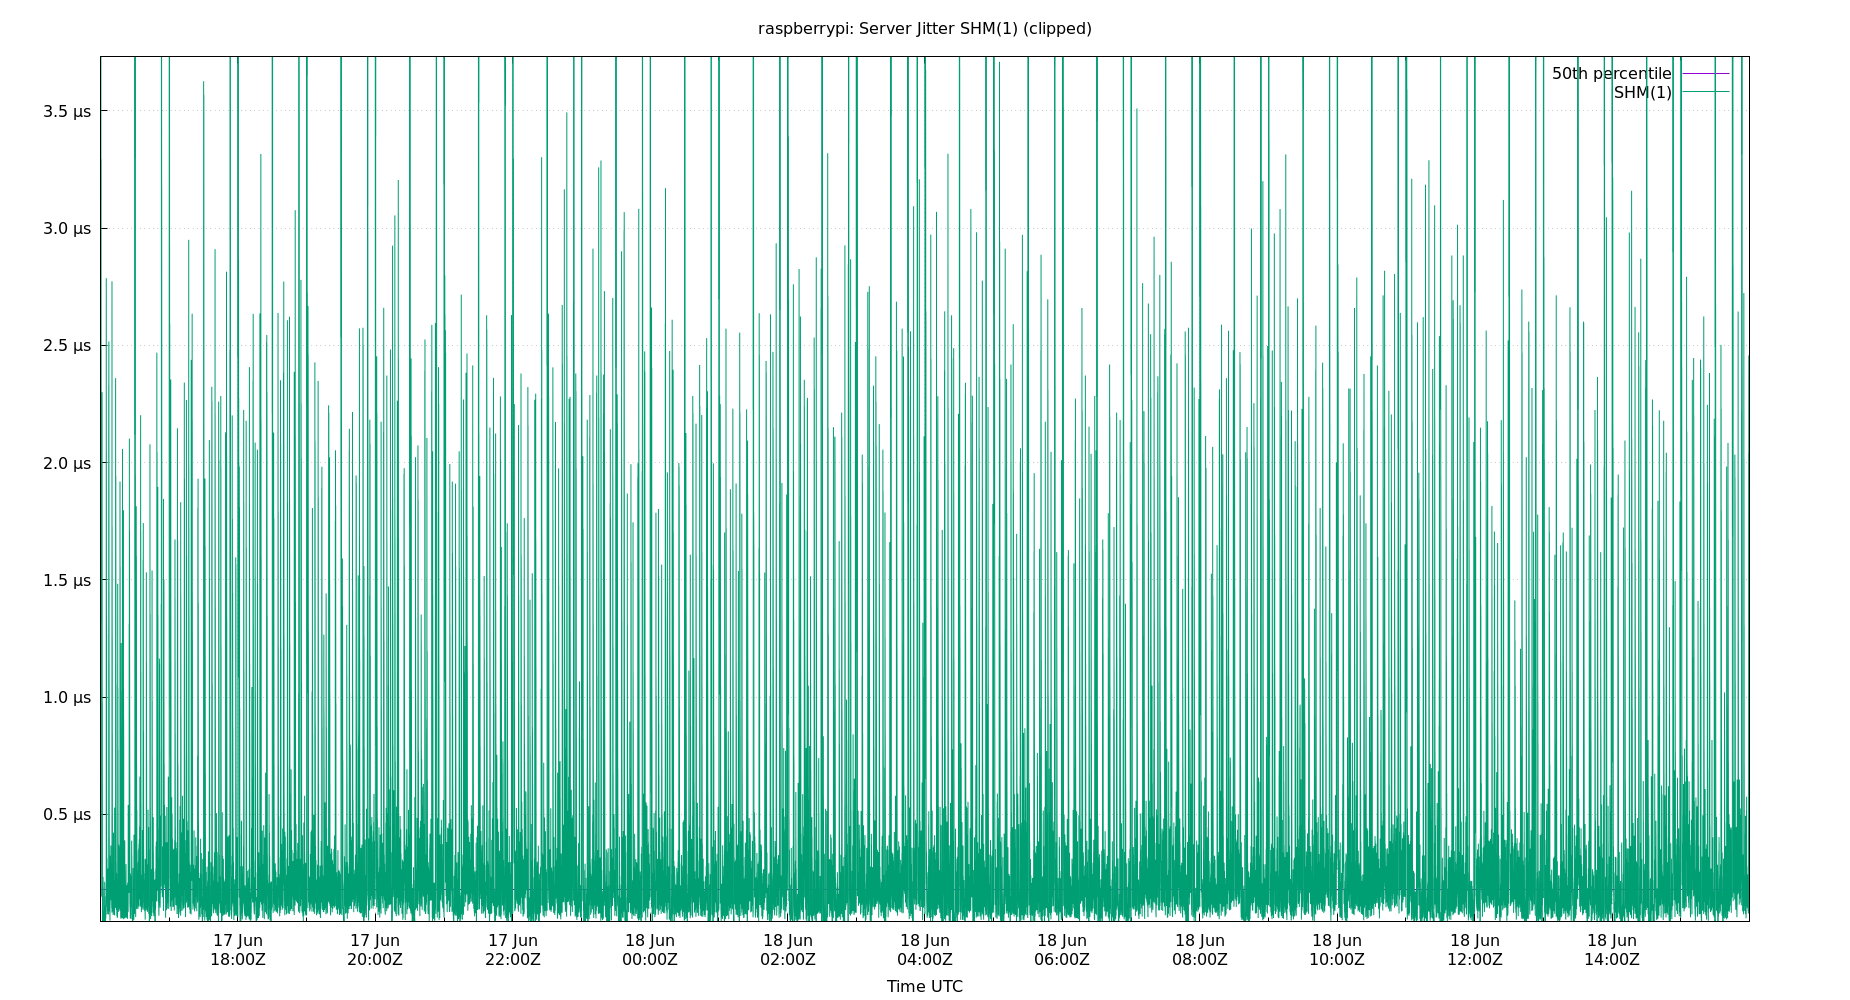 raspberrypi: Server Jitter SHM(1) (clipped)
50th percentile
SHM(1)
3.5 µs
3.0 µs
2.5 µs
2.0 µs
1.5 µs
1.0 µs
0.5 µs
17 Jun 17 Jun 17 Jun 18 Jun 18 Jun 18 Jun 18 Jun 18 Jun 18 Jun 18 Jun 18 Jun
18:00Z 20:00Z 22:00Z 00:00Z 02:00Z 04:00Z 06:00Z 08:00Z 10:00Z 12:00Z 14:00Z
Time UTC